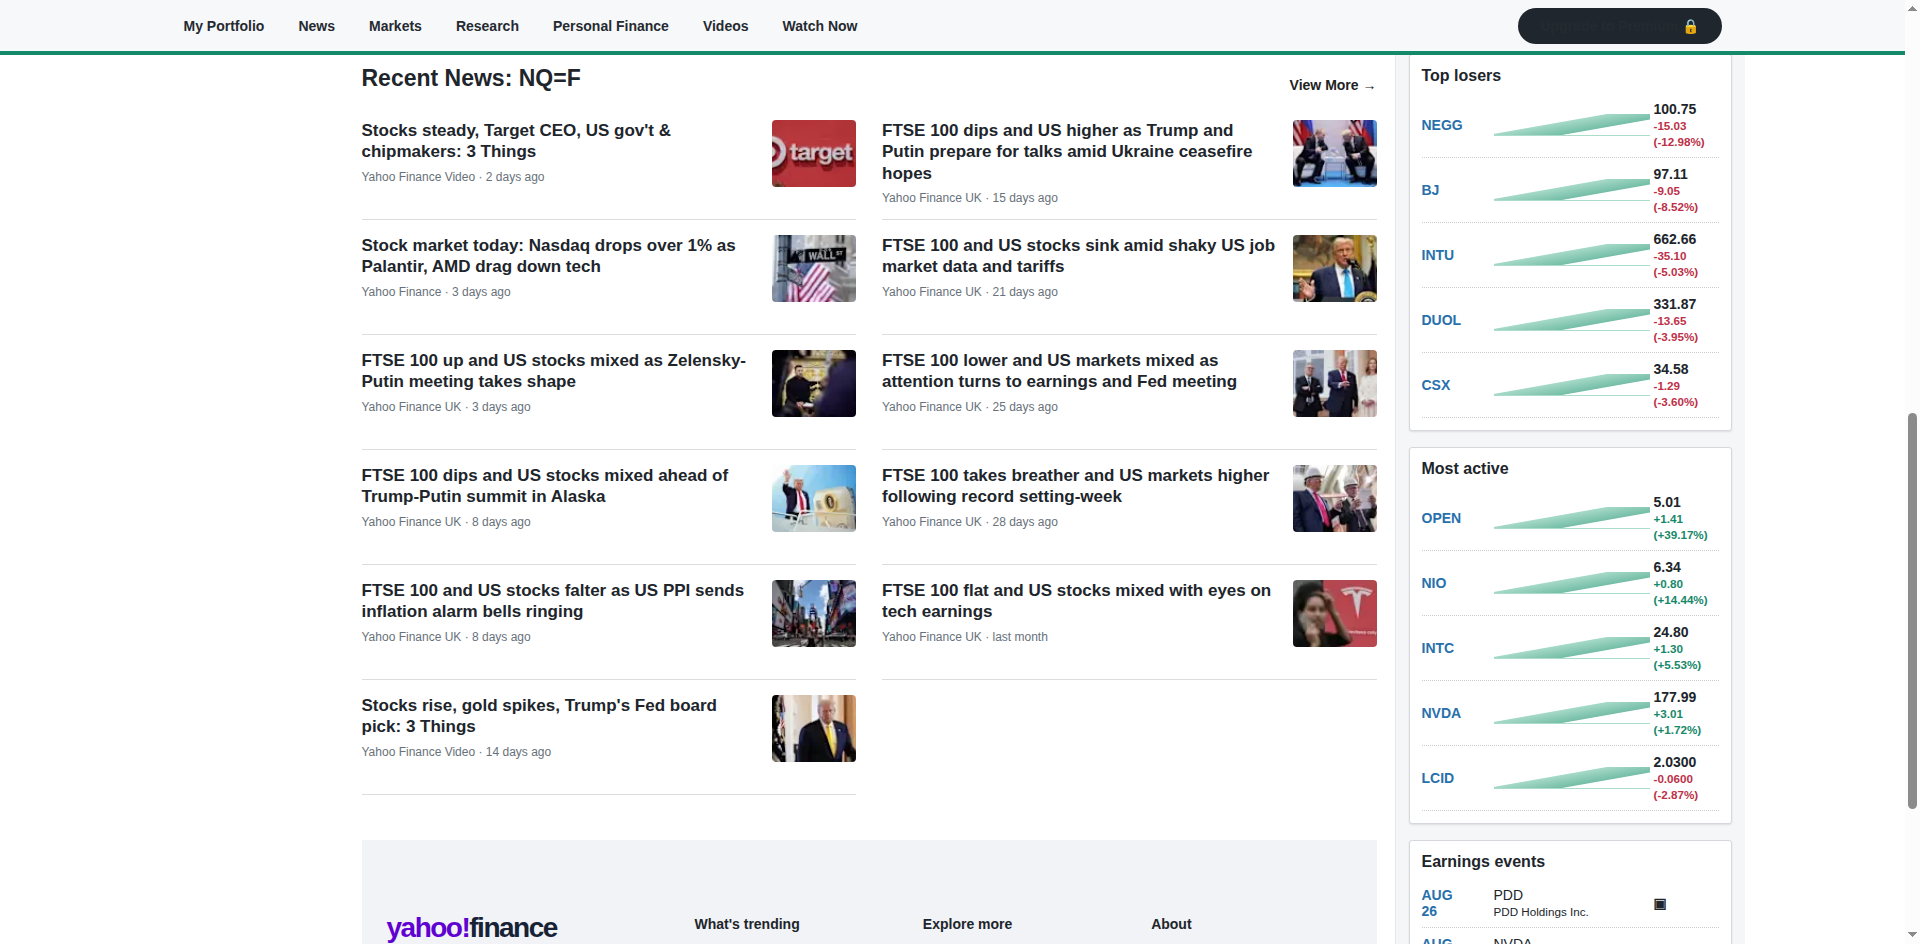 My Portfolio
News
Markets
Research
Personal Finance
Videos
Watch Now
Recent News: NQ=F
View More →
Stocks steady, Target CEO, US gov't &
chipmakers: 3 Things
Yahoo Finance Video · 2 days ago
target
FTSE 100 dips and US higher as Trump and
Putin prepare for talks amid Ukraine ceasefire
hopes
Yahoo Finance UK · 15 days ago
Stock market today: Nasdaq drops over 1% as
Palantir, AMD drag down tech
Yahoo Finance · 3 days ago
WALL ST
FTSE 100 and US stocks sink amid shaky US job
market data and tariffs
Yahoo Finance UK · 21 days ago
FTSE 100 up and US stocks mixed as Zelensky-
Putin meeting takes shape
Yahoo Finance UK · 3 days ago
FTSE 100 lower and US markets mixed as
attention turns to earnings and Fed meeting
Yahoo Finance UK · 25 days ago
FTSE 100 dips and US stocks mixed ahead of
Trump-Putin summit in Alaska
Yahoo Finance UK · 8 days ago
FTSE 100 takes breather and US markets higher
following record setting-week
Yahoo Finance UK · 28 days ago
FTSE 100 and US stocks falter as US PPI sends
inflation alarm bells ringing
Yahoo Finance UK · 8 days ago
FTSE 100 flat and US stocks mixed with eyes on
tech earnings
Yahoo Finance UK · last month
Stocks rise, gold spikes, Trump's Fed board
pick: 3 Things
Yahoo Finance Video · 14 days ago
yahoo!finance
What's trending
Explore more
About
Top losers
NEGG
100.75
-15.03
(-12.98%)
BJ
97.11
-9.05
(-8.52%)
INTU
662.66
-35.10
(-5.03%)
DUOL
331.87
-13.65
(-3.95%)
CSX
34.58
-1.29
(-3.60%)
Most active
OPEN
5.01
+1.41
(+39.17%)
NIO
6.34
+0.80
(+14.44%)
INTC
24.80
+1.30
(+5.53%)
NVDA
177.99
+3.01
(+1.72%)
LCID
2.0300
-0.0600
(-2.87%)
Earnings events
AUG
26
PDD
PDD Holdings Inc.
AUG
NVDA